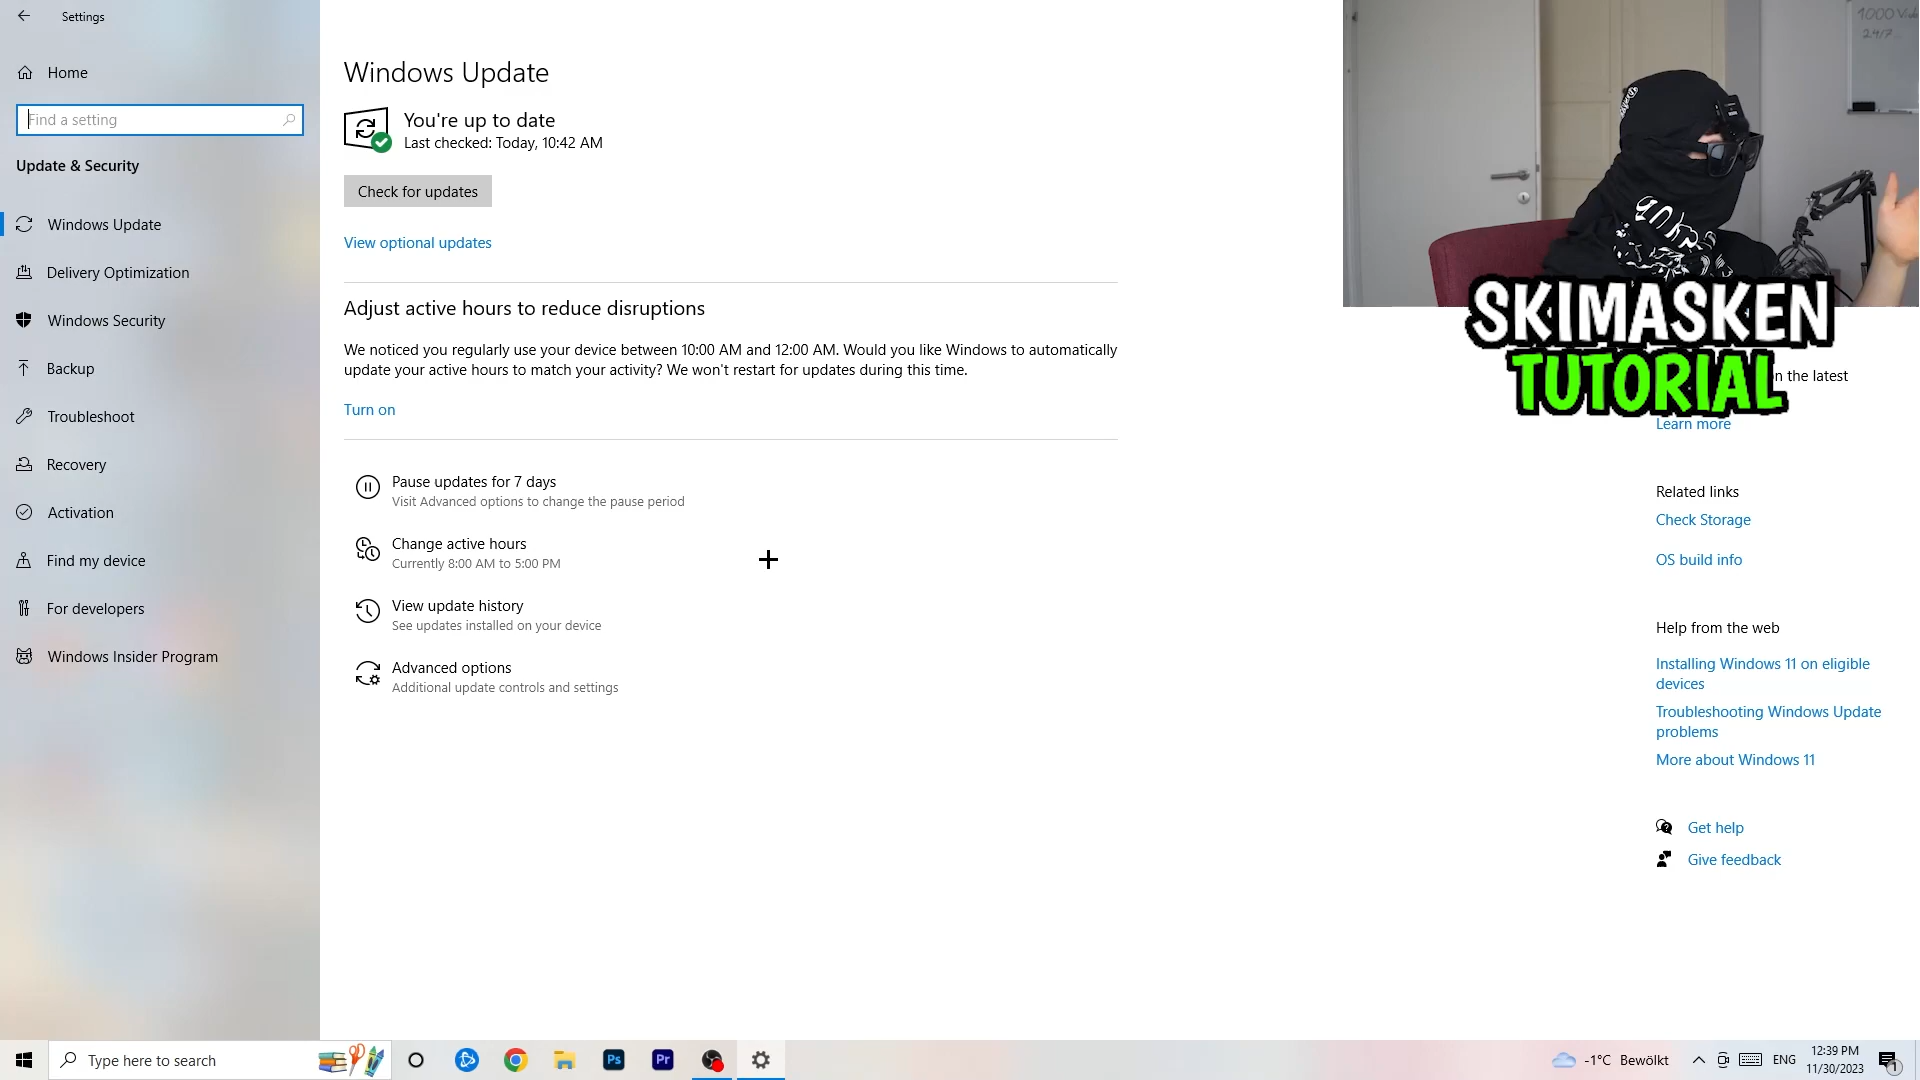 Settings
Home
Find a setting
Update & Security
Windows Update
Delivery Optimization
Windows Security
Backup
Troubleshoot
Recovery
Activation
Find my device
For developers
Windows Insider Program
Windows Update
You're up to date
Last checked: Today, 10:42 AM
Check for updates
View optional updates
Adjust active hours to reduce disruptions
We noticed you regularly use your device between 10:00 AM and 12:00 AM. Would you like Windows to automatically
update your active hours to match your activity? We won't restart for updates during this time.
Turn on
Pause updates for 7 days
Visit Advanced options to change the pause period
Change active hours
Currently 8:00 AM to 5:00 PM
View update history
See updates installed on your device
Advanced options
Additional update controls and settings
1000
24/7
SKIMASKEN
TUTORIAL
on the latest
Learn more
Related links
Check Storage
OS build info
Help from the web
Installing Windows 11 on eligible
devices
Troubleshooting Windows Update
problems
More about Windows 11
Get help
Give feedback
Type here to search
Ps
Pr
-1°C Bewölkt
ENG
12:39 PM
11/30/2023
1